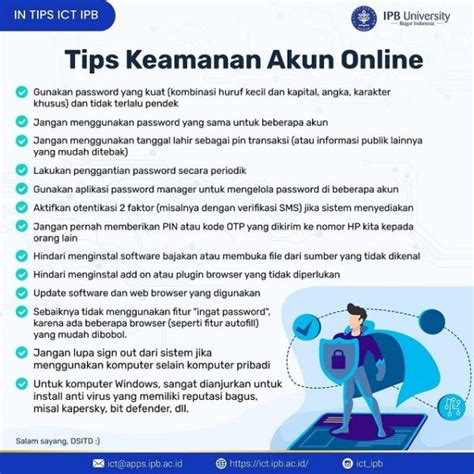 IN TIPS ICT IPB
IPB University
Bogor Indonesia
Tips Keamanan Akun Online
Gunakan password yang kuat (kombinasi huruf kecil dan kapital, angka, karakter
khusus) dan tidak terlalu pendek
Jangan menggunakan password yang sama untuk beberapa akun
Jangan menggunakan tanggal lahir sebagai pin transaksi (atau informasi publik lainnya
yang mudah ditebak)
Lakukan penggantian password secara periodik
Gunakan aplikasi password manager untuk mengelola password di beberapa akun
Aktifkan otentikasi 2 faktor (misalnya dengan verifikasi SMS) jika sistem menyediakan
Jangan pernah memberikan PIN atau kode OTP yang dikirim ke nomor HP kita kepada
orang lain
Hindari menginstal software bajakan atau membuka file dari sumber yang tidak dikenal
Hindari menginstal add on atau plugin browser yang tidak diperlukan
Update software dan web browser yang digunakan
Sebaiknya tidak menggunakan fitur "ingat password",
karena ada beberapa browser (seperti fitur autofill)
yang mudah dibobol.
Jangan lupa sign out dari sistem jika
menggunakan komputer selain komputer pribadi
Untuk komputer Windows, sangat dianjurkan untuk
install anti virus yang memiliki reputasi bagus,
misal kapersky, bit defender, dll.
Salam sayang, DSITD :)
ict@apps.ipb.ac.id
https://ict.ipb.ac.id/
ict_ipb